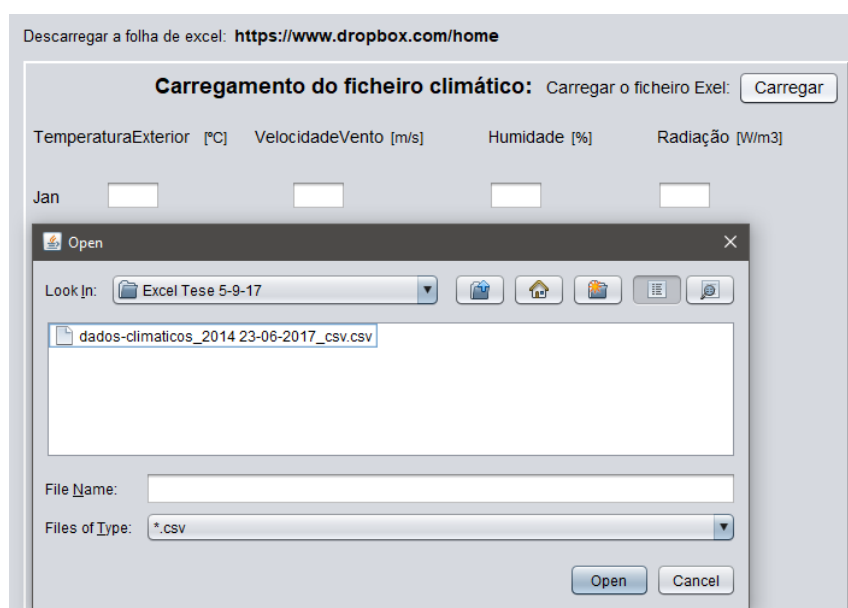 Descarregar a folha de excel: https://www.dropbox.com/home
Carregamento do ficheiro climático: Carregar o ficheiro Exel: Carregar
TemperaturaExterior [ºC] VelocidadeVento [m/s] Humidade [%] Radiação [W/m3]
Jan
Open
Look In: Excel Tese 5-9-17
dados-climaticos_2014 23-06-2017_csv.csv
File Name:
Files of Type: *.csv
Open Cancel